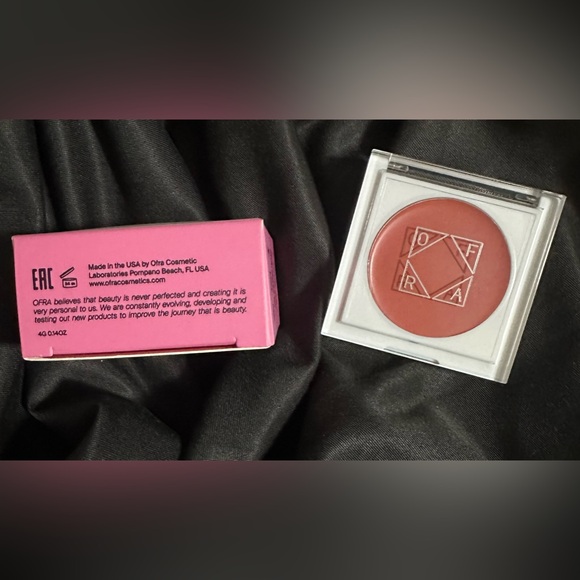 EAC
Made in the USA by Ofra Cosmetic
Laboratories Pompano Beach, FL USA
www.ofracosmetics.com
OFRA believes that beauty is never perfected and creating it is
very personal to us. We are constantly evolving, developing and
testing out new products to improve the journey that is beauty.
4G 0.14OZ
O F
R A